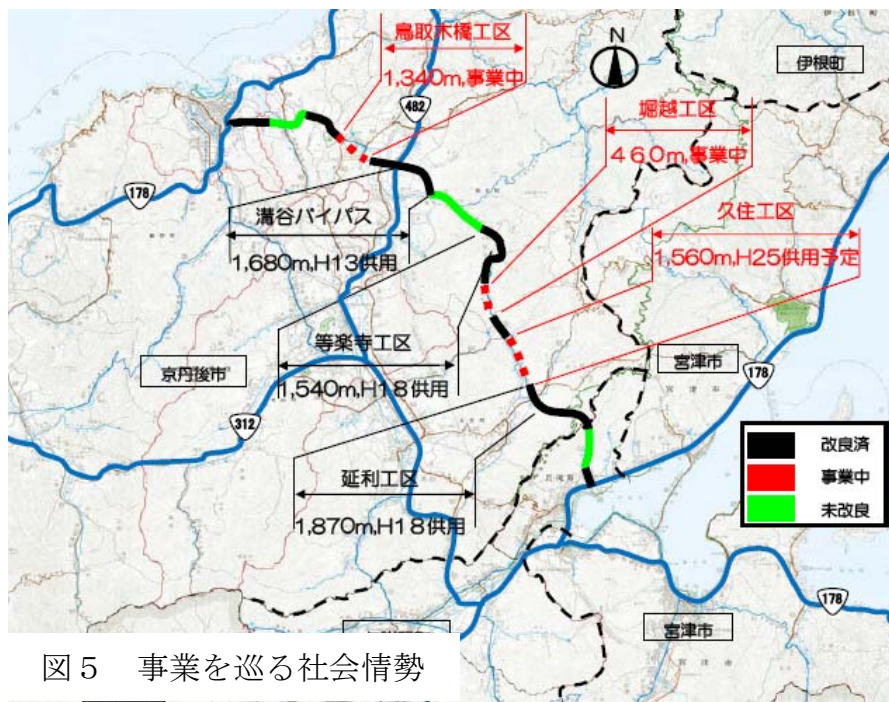 鳥取木橋工区
1,340m,事業中
N
伊根町
482
堀越工区
460m,事業中
178
溝谷バイパス
1,680m,H13供用
久住工区
1,560m,H25供用予定
等楽寺工区
1,540m,H18供用
京丹後市
宮津市
178
312
延利工区
1,870m,H18供用
改良済
事業中
未改良
178
宮津市
図5 事業を巡る社会情勢